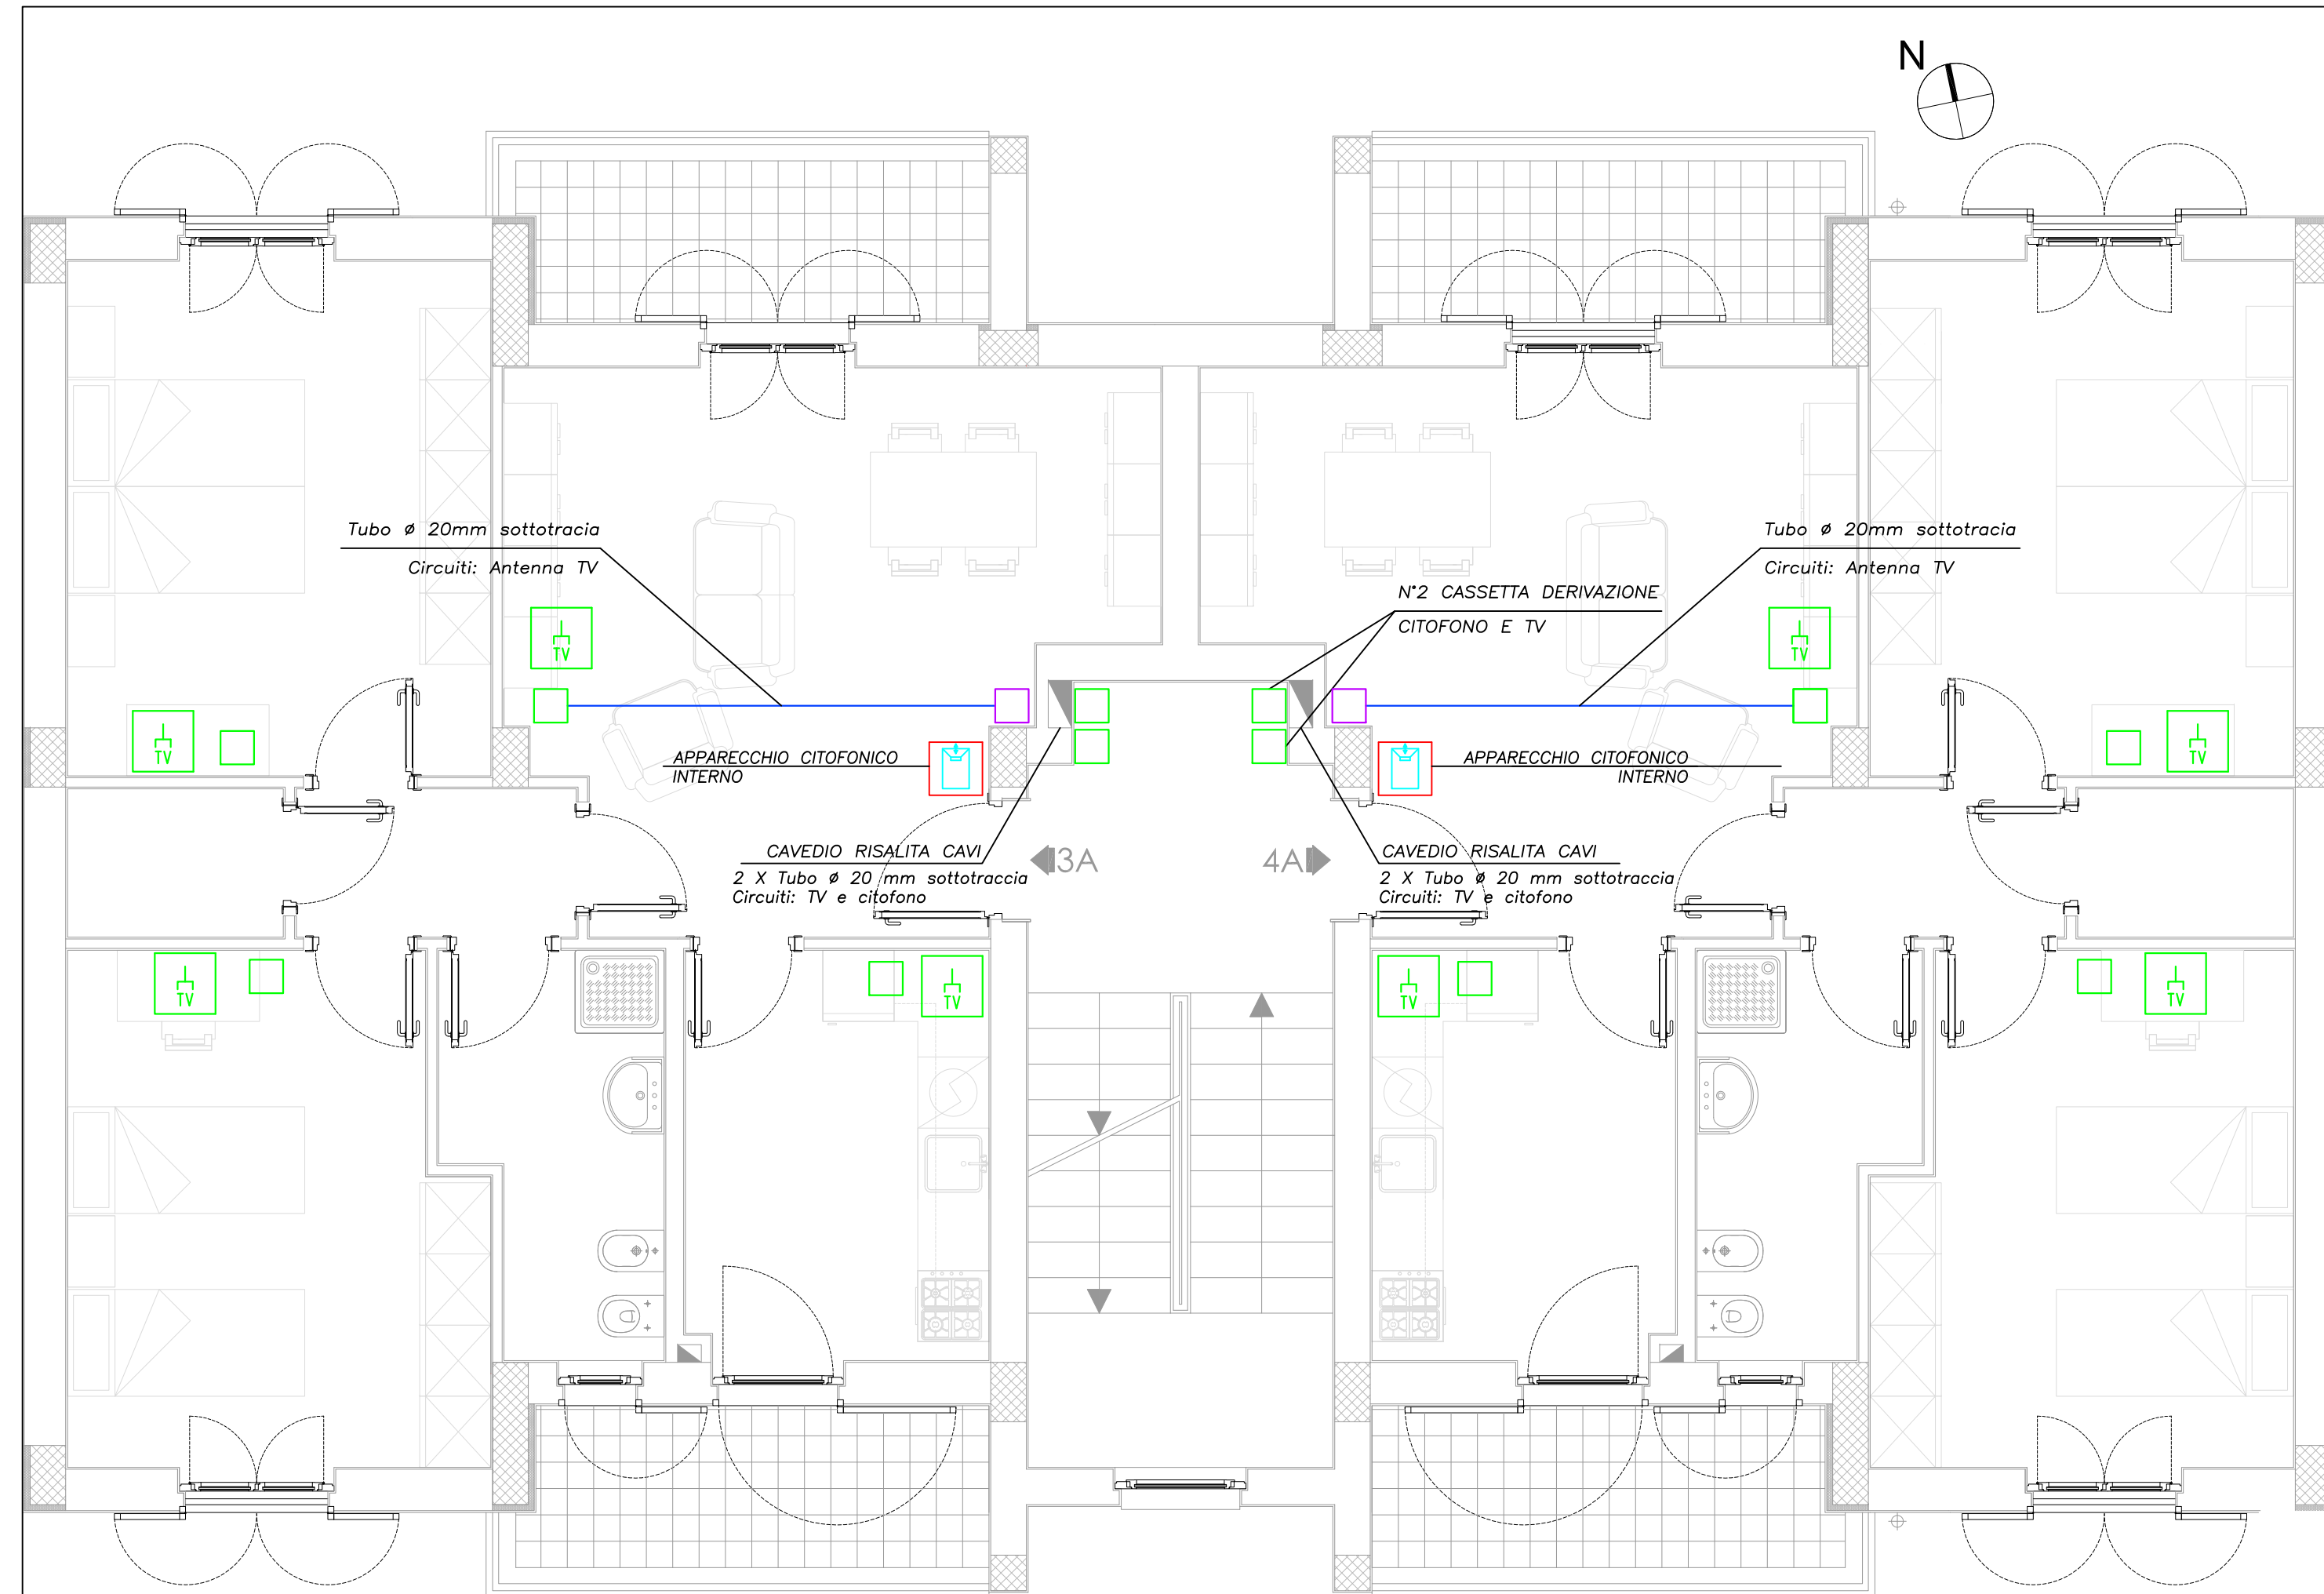 N
Tubo ø 20mm sottotracia
Circuiti: Antenna TV
Tubo ø 20mm sottotracia
Circuiti: Antenna TV
N°2 CASSETTA DERIVAZIONE
CITOFONO E TV
TV
TV
TV
TV
APPARECCHIO CITOFONICO
INTERNO
APPARECCHIO CITOFONICO
INTERNO
CAVEDIO RISALITA CAVI
2 X Tubo ø 20 mm sottotraccia
Circuiti: TV e citofono
3A
4A
CAVEDIO RISALITA CAVI
2 X Tubo ø 20 mm sottotraccia
Circuiti: TV e citofono
TV
TV
TV
TV